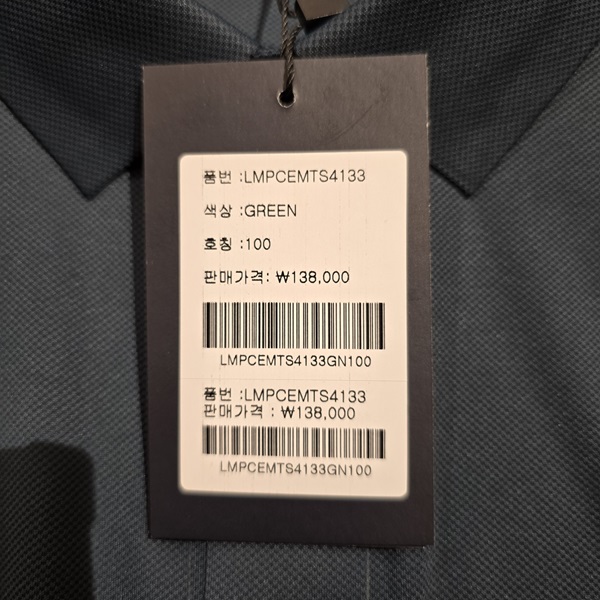 품번 :LMPCEMTS4133
색상 :GREEN
호칭 :100
판매가격: ₩138,000
LMPCEMTS4133GN100
품번 :LMPCEMTS4133
판매가격 : ₩138,000
LMPCEMTS4133GN100